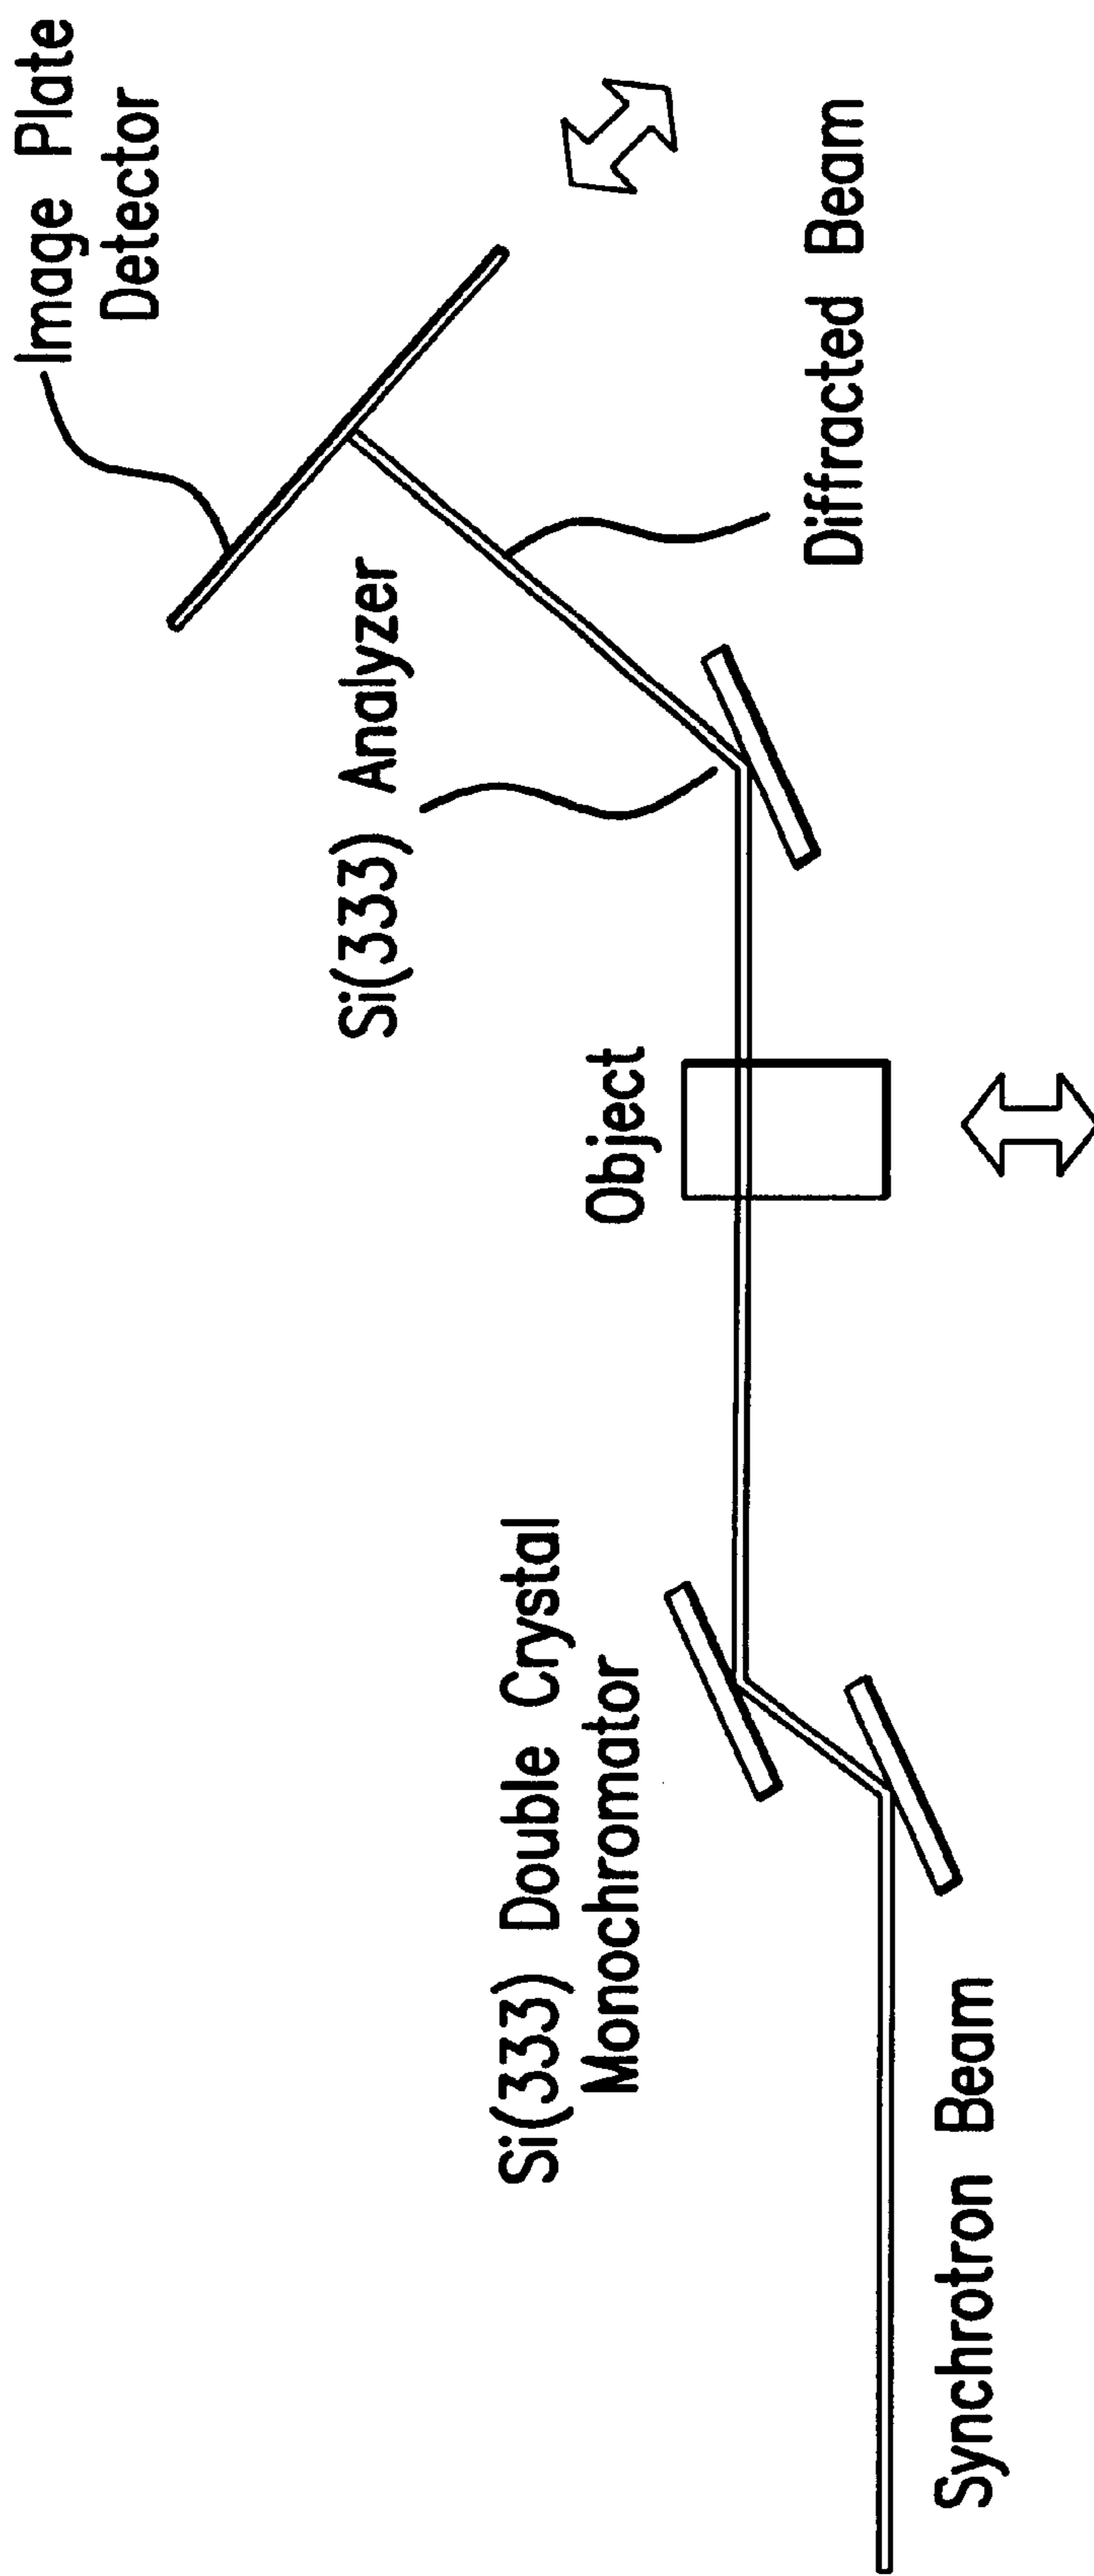 Image Plate
Detector
Si(333) Analyzer
Diffracted Beam
Object
Si(333) Double Crystal
Monochromator
Synchrotron Beam